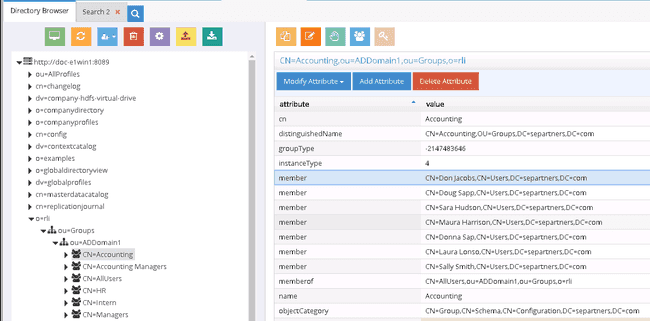 Directory Browser
Search 2 ×
http://doc-e1win1:8089
ou=AllProfiles
cn=changelog
dv=company-hdfs-virtual-drive
o=companydirectory
ou=companyprofiles
cn=config
dv=contextcatalog
o=examples
o=globaldirectoryview
dv=globalprofiles
cn=masterdatacatalog
cn=replicationjournal
o=rli
ou=Groups
ou=ADDomain1
CN=Accounting
CN=Accounting Managers
CN=AllUsers
CN=HR
CN=Intern
CN=Managers
CN=Accounting,ou=ADDomain1,ou=Groups,o=rli
Modify Attribute
Add Attribute
Delete Attribute
attribute value
cn Accounting
distinguishedName CN=Accounting,OU=Groups,DC=separtners,DC=com
groupType -2147483646
instanceType 4
member CN=Don Jacobs,CN=Users,DC=separtners,DC=com
member CN=Doug Sapp,CN=Users,DC=separtners,DC=com
member CN=Sara Hudson,CN=Users,DC=separtners,DC=com
member CN=Maura Harrison,CN=Users,DC=separtners,DC=com
member CN=Donna Sap,CN=Users,DC=separtners,DC=com
member CN=Laura Lonso,CN=Users,DC=separtners,DC=com
member CN=Sally Smith,CN=Users,DC=separtners,DC=com
memberof CN=AllUsers,ou=ADDomain1,ou=Groups,o=rli
name Accounting
objectCategory CN=Group,CN=Schema,CN=Configuration,DC=separtners,DC=com